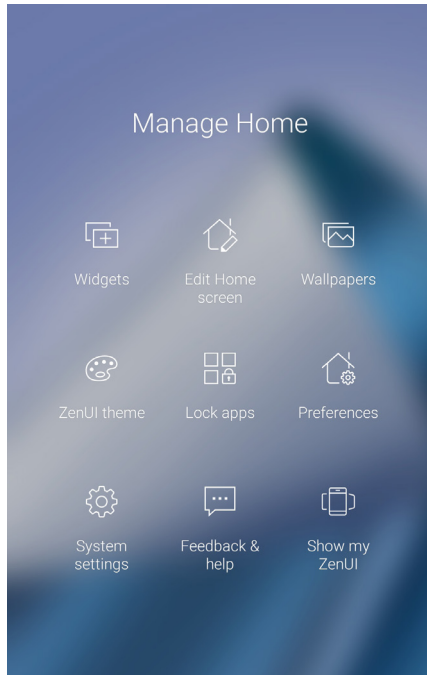 Manage Home
Widgets
Edit Home
screen
Wallpapers
ZenUI theme
Lock apps
Preferences
System
settings
Feedback &
help
Show my
ZenUI